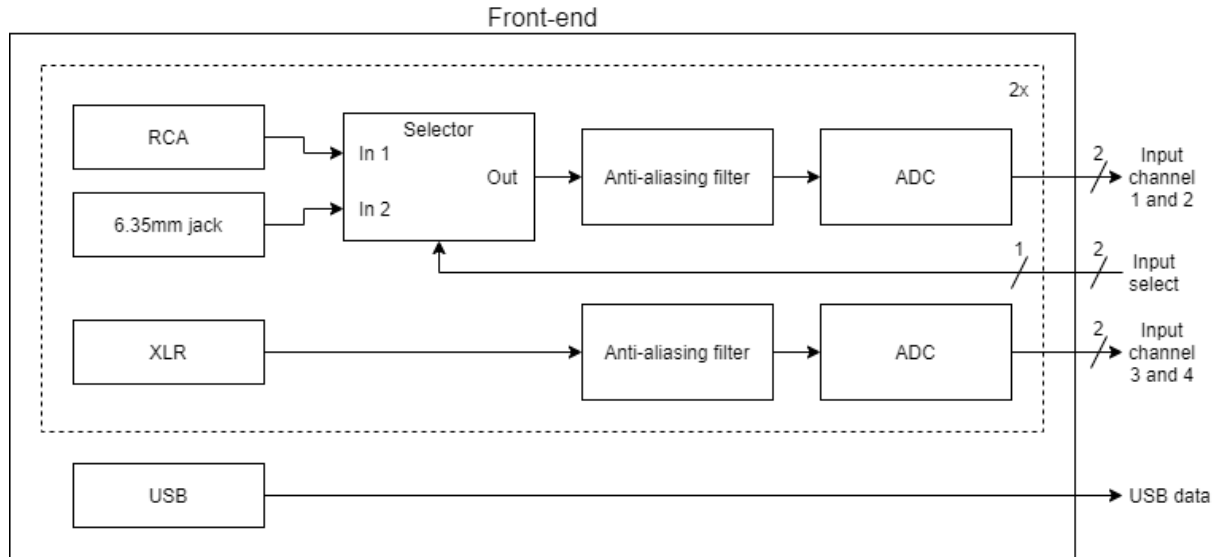 Front-end
2x
RCA
Selector
In 1
Out
In 2
6.35mm jack
Anti-aliasing filter
ADC
2
Input
channel
1 and 2
1
2
Input
select
XLR
Anti-aliasing filter
ADC
2
Input
channel
3 and 4
USB
USB data